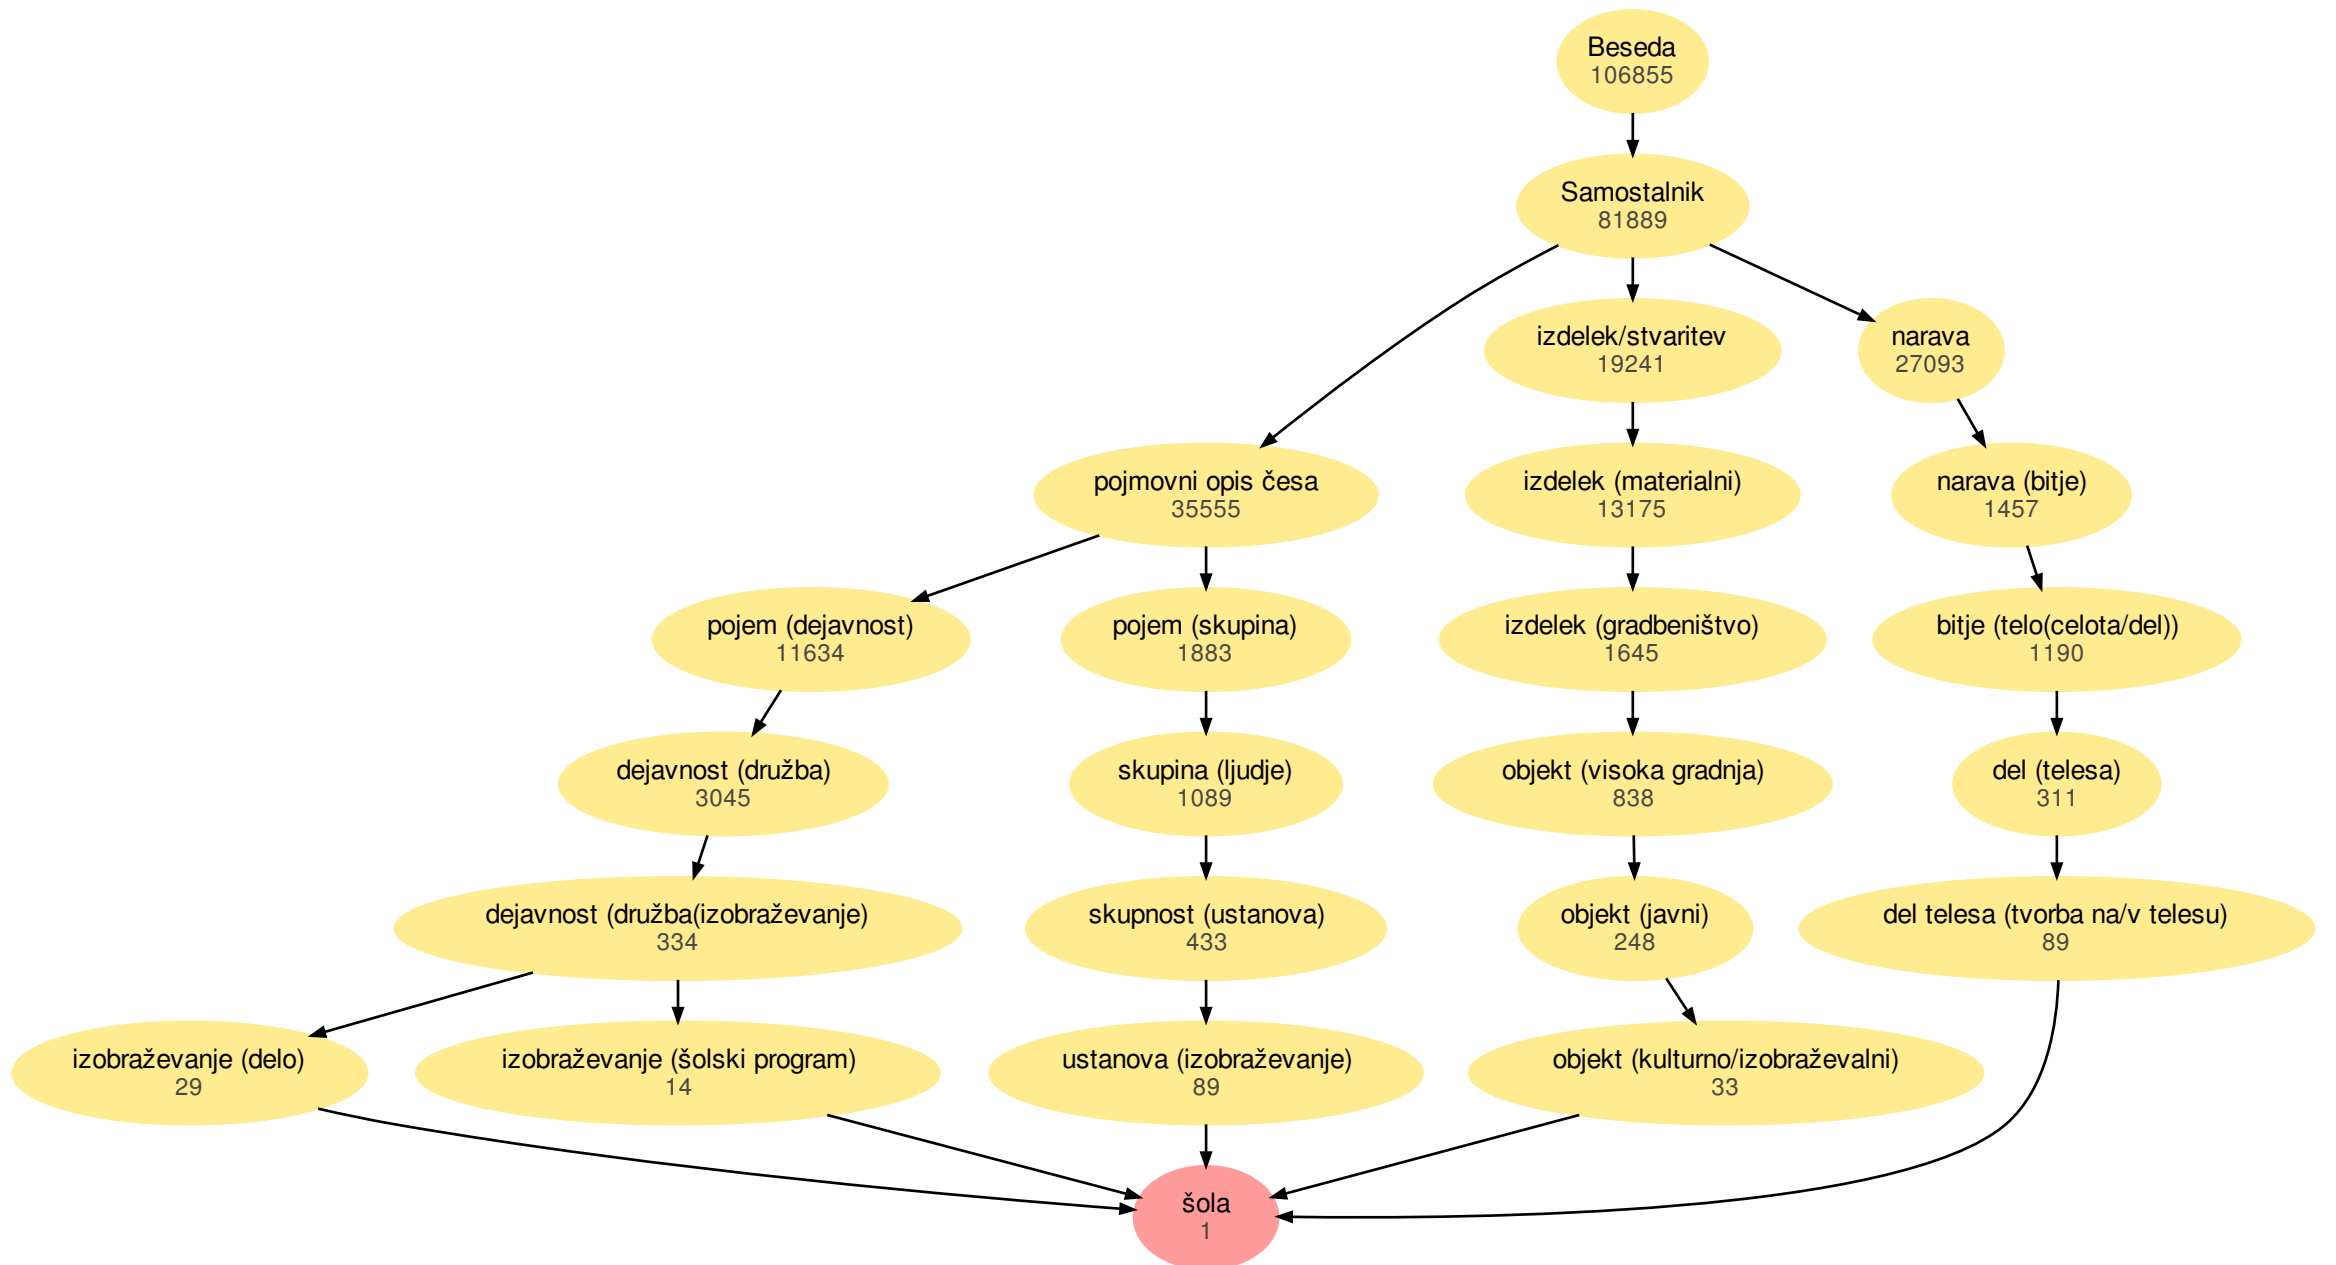 Beseda
106855
Samostalnik
81889
izdelek/stvaritev
19241
narava
27093
pojmovni opis česa
35555
izdelek (materialni)
13175
narava (bitje)
1457
pojem (dejavnost)
11634
pojem (skupina)
1883
izdelek (gradbeništvo)
1645
bitje (telo(celota/del))
1190
dejavnost (družba)
3045
skupina (ljudje)
1089
objekt (visoka gradnja)
838
del (telesa)
311
dejavnost (družba(izobraževanje)
334
skupnost (ustanova)
433
objekt (javni)
248
del telesa (tvorba na/v telesu)
89
izobraževanje (delo)
29
izobraževanje (šolski program)
14
ustanova (izobraževanje)
89
objekt (kulturno/izobraževalni)
33
šola
1